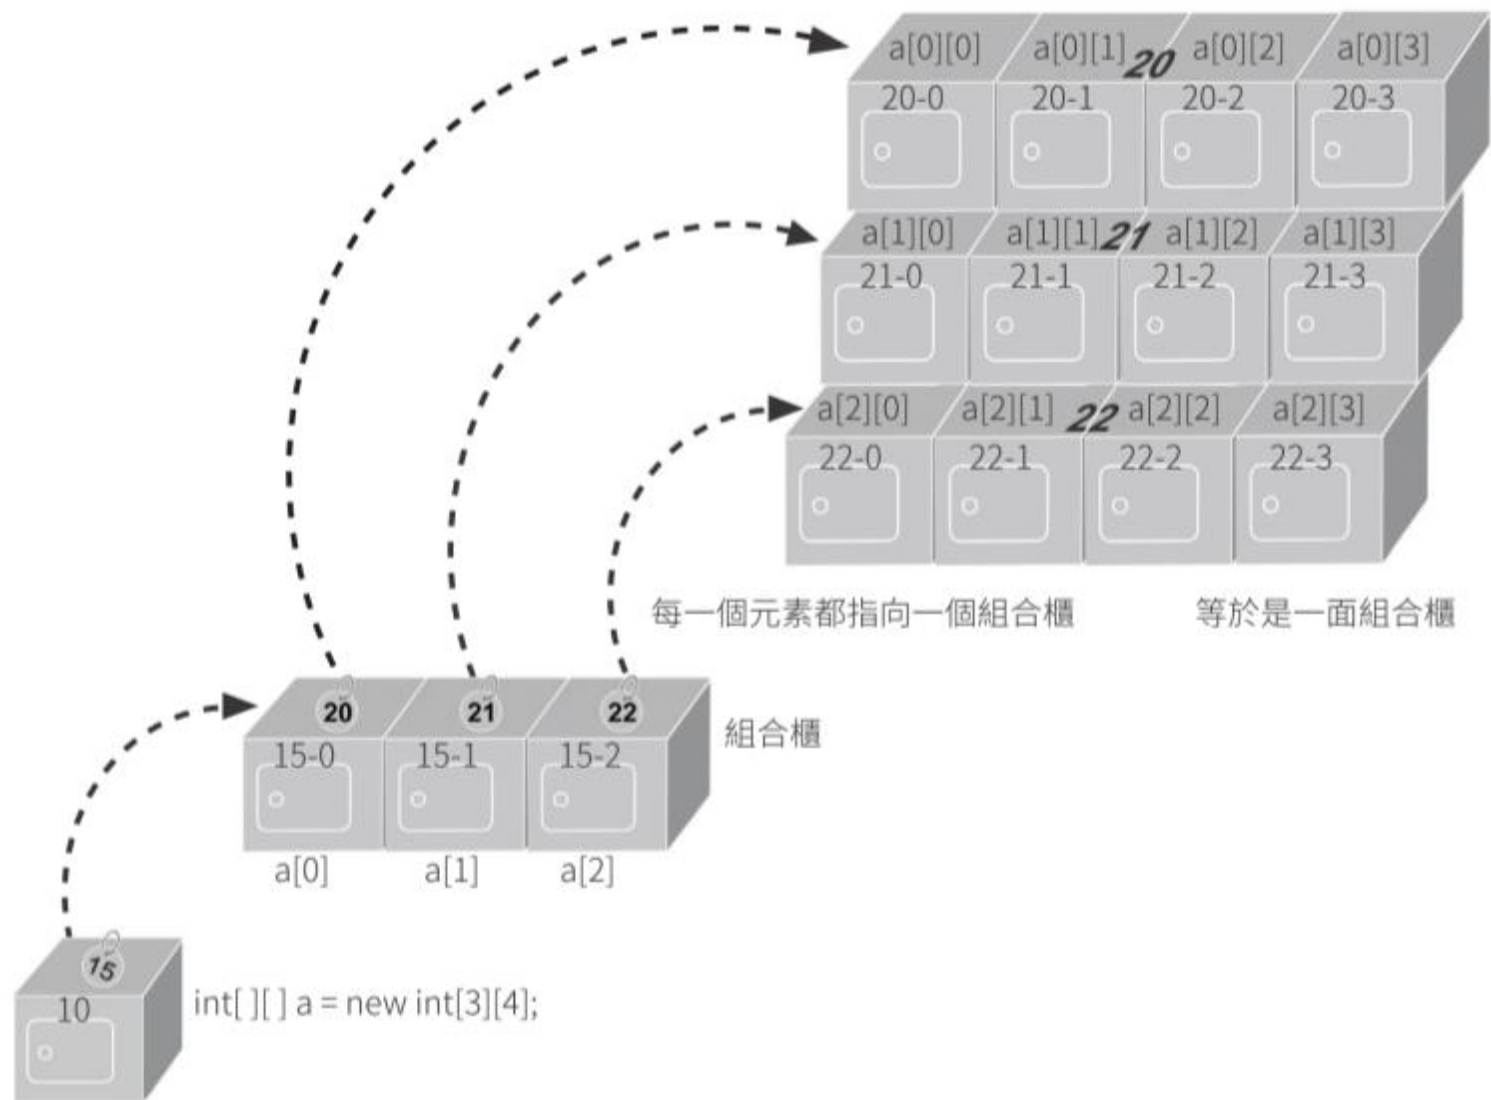 a[0][0] a[0][1] 20 a[0][2] a[0][3]
20-0 20-1 20-2 20-3
a[1][0] a[1][1] 21 a[1][2] a[1][3]
21-0 21-1 21-2 21-3
a[2][0] a[2][1] 22 a[2][2] a[2][3]
22-0 22-1 22-2 22-3
每一個元素都指向一個組合櫃 等於是一面組合櫃
20 21 22
組合櫃
15-0 15-1 15-2
a[0] a[1] a[2]
15
10
int[ ][ ] a = new int[3][4];